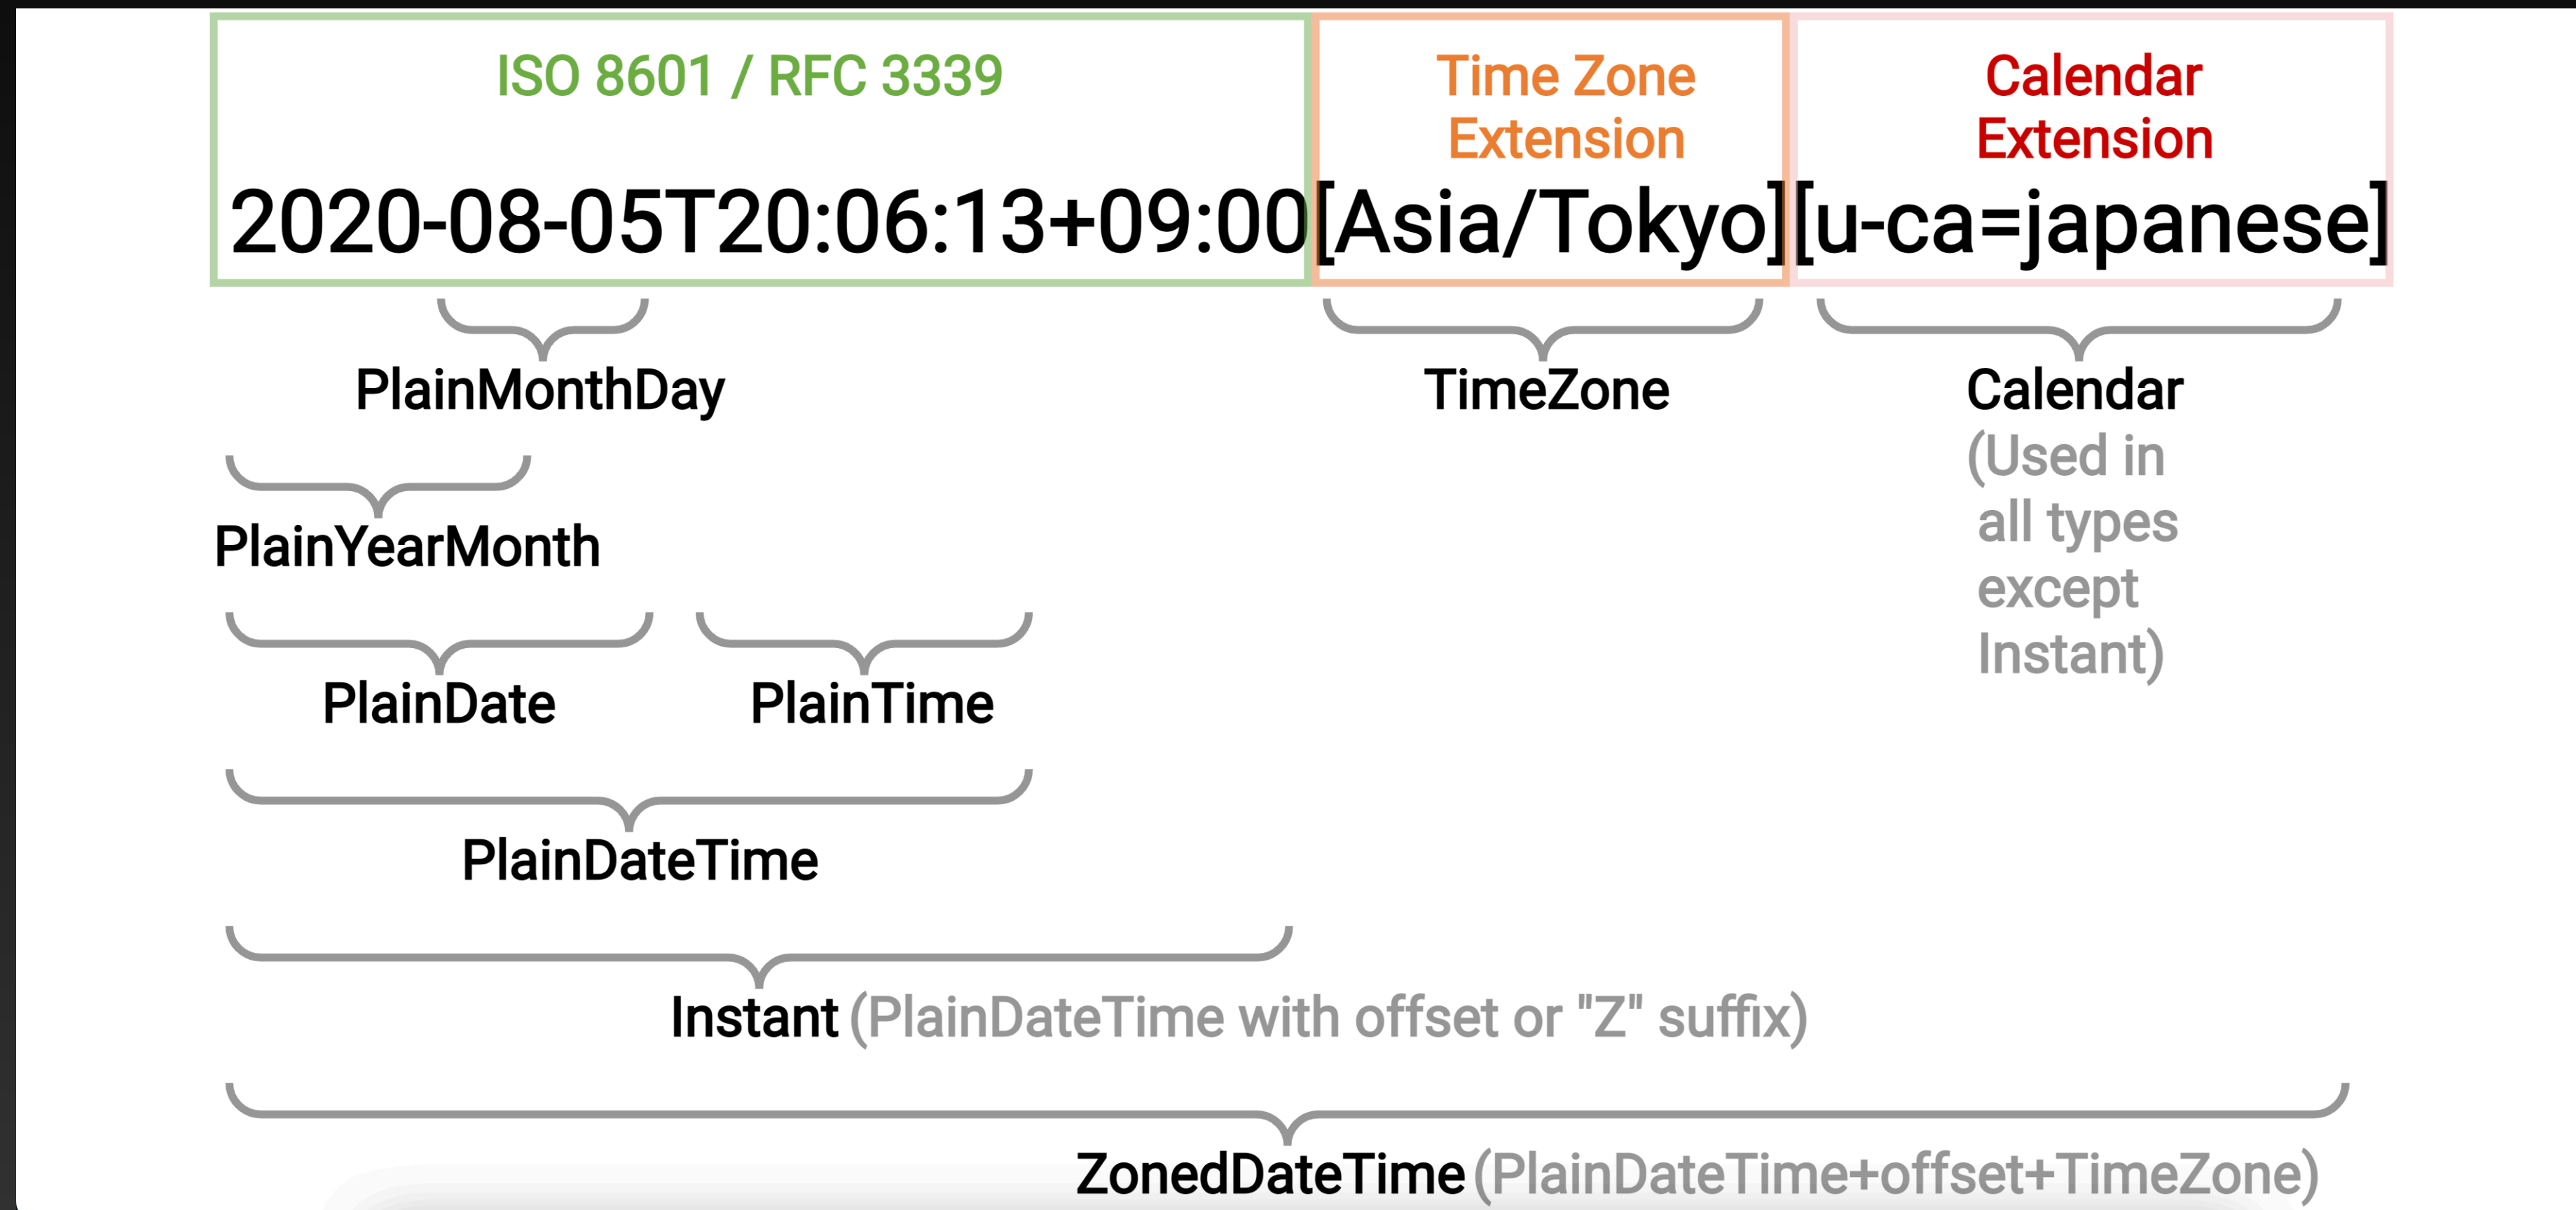 ISO 8601 / RFC 3339
Time Zone
Extension
Calendar
Extension
2020-08-05T20:06:13+09:00[Asia/Tokyo][u-ca=japanese]
PlainMonthDay
TimeZone
Calendar
(Used in
all types
except
Instant)
PlainYearMonth
PlainDate
PlainTime
PlainDateTime
Instant (PlainDateTime with offset or "Z" suffix)
ZonedDateTime (PlainDateTime+offset+TimeZone)